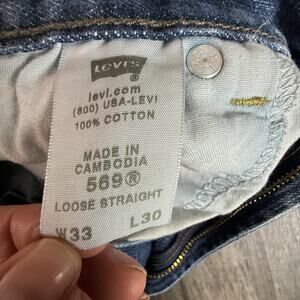 Levi's
levi.com
(800) USA-LEVI
100% COTTON
MADE IN
CAMBODIA
569®
LOOSE STRAIGHT
W33 L30